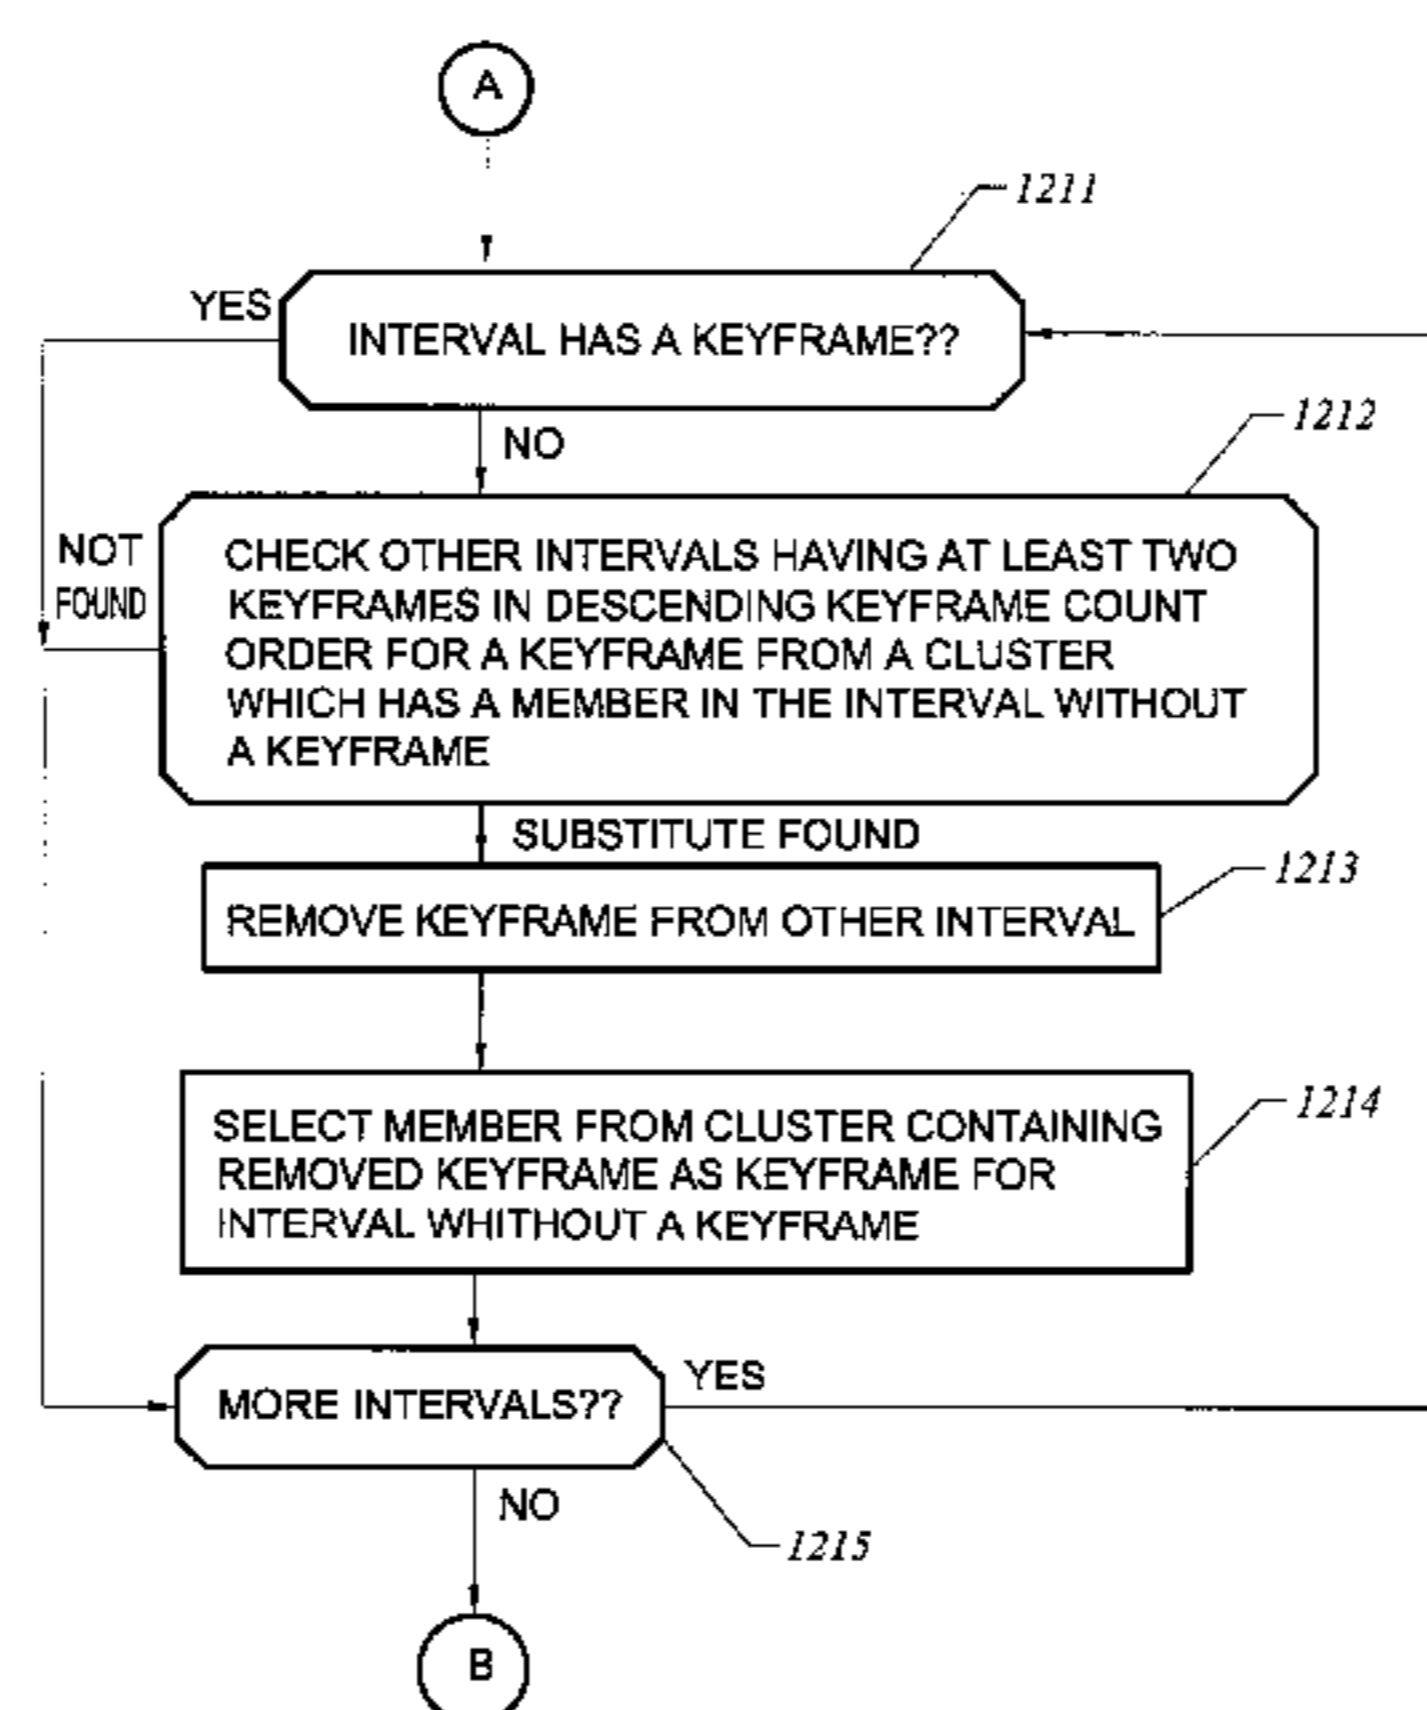 A
1211
YES
INTERVAL HAS A KEYFRAME??
1212
NO
NOT
FOUND
CHECK OTHER INTERVALS HAVING AT LEAST TWO
KEYFRAMES IN DESCENDING KEYFRAME COUNT
ORDER FOR A KEYFRAME FROM A CLUSTER
WHICH HAS A MEMBER IN THE INTERVAL WITHOUT
A KEYFRAME
SUBSTITUTE FOUND
1213
REMOVE KEYFRAME FROM OTHER INTERVAL
1214
SELECT MEMBER FROM CLUSTER CONTAINING
REMOVED KEYFRAME AS KEYFRAME FOR
INTERVAL WHITHOUT A KEYFRAME
YES
MORE INTERVALS??
NO
1215
B